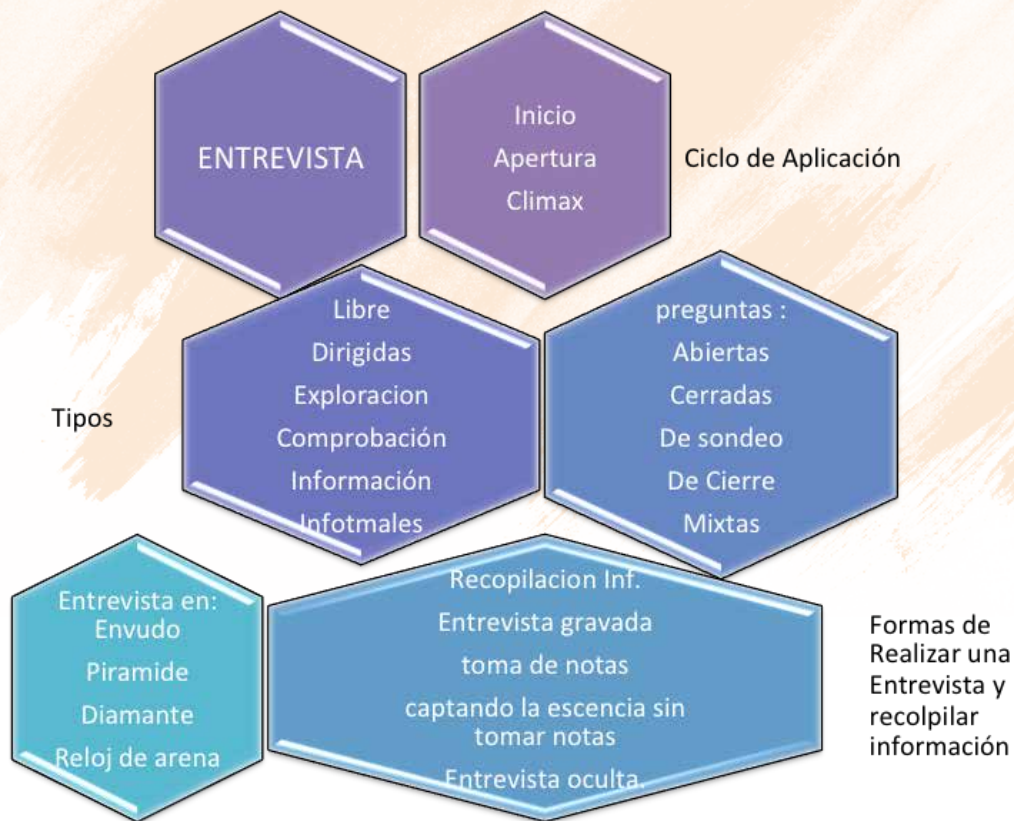 ENTREVISTA
Inicio
Apertura
Climax
Ciclo de Aplicación
Tipos
Libre
Dirigidas
Exploracion
Comprobación
Información
Infotmales
preguntas :
Abiertas
Cerradas
De sondeo
De Cierre
Mixtas
Entrevista en:
Envudo
Piramide
Diamante
Reloj de arena
Recopilacion Inf.
Entrevista gravada
toma de notas
captando la escencia sin
tomar notas
Entrevista oculta.
Formas de
Realizar una
Entrevista y
recolpilar
información